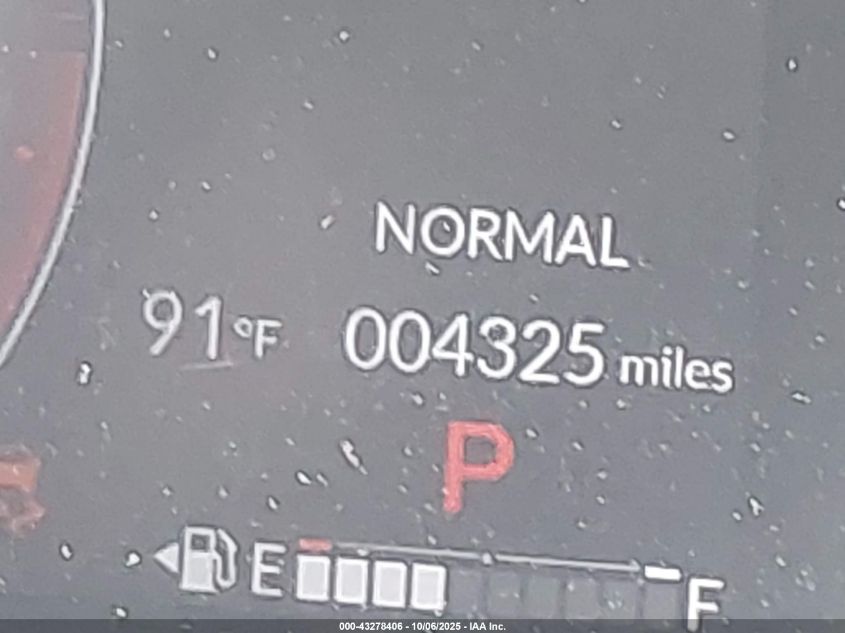 NORMAL
91°F 004325 miles
P
E F
000-43278406 - 10/06/2025 - IAA Inc.